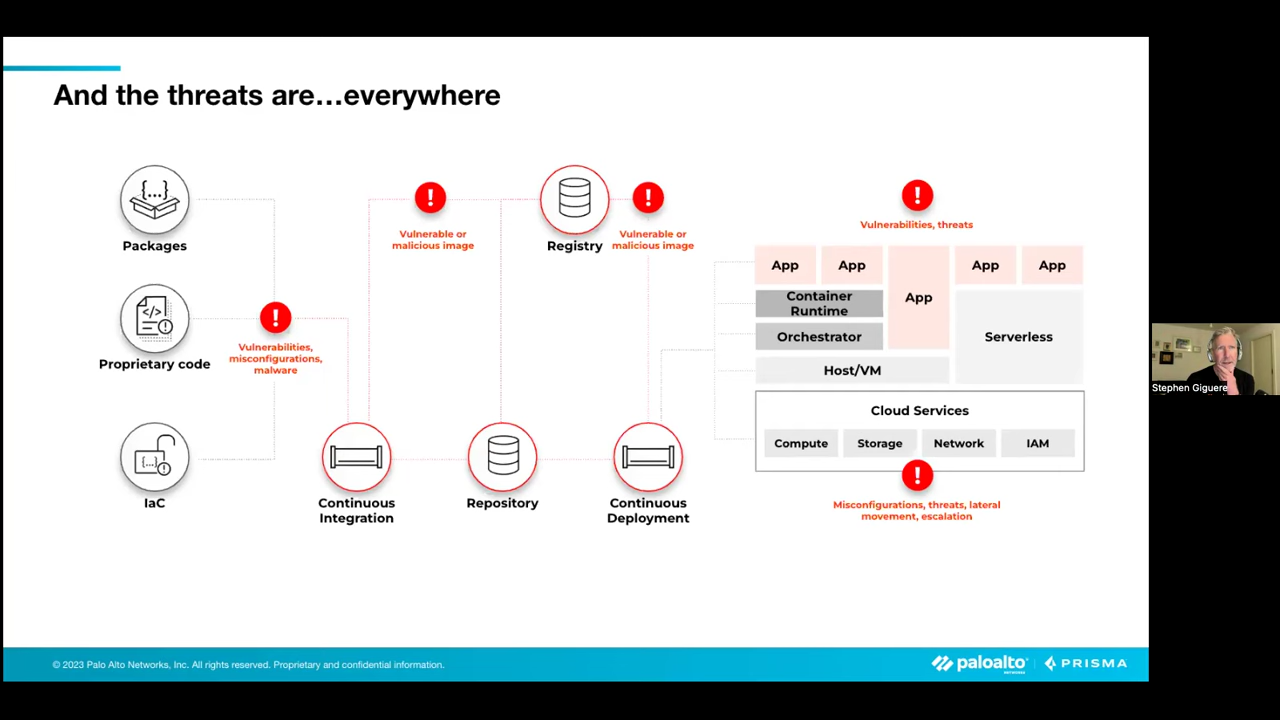 And the threats are…everywhere
Packages
Proprietary code
IaC
Vulnerabilities,
misconfigurations,
malware
Vulnerable or
malicious image
Registry
Vulnerable or
malicious image
Continuous
Integration
Repository
Continuous
Deployment
Vulnerabilities, threats
App
App
App
App
App
Container
Runtime
Orchestrator
Serverless
Host/VM
Cloud Services
Compute
Storage
Network
IAM
Misconfigurations, threats, lateral
movement, escalation
Stephen Giguere
© 2023 Palo Alto Networks, Inc. All rights reserved. Proprietary and confidential information.
paloalto
NETWORKS
PRISMA